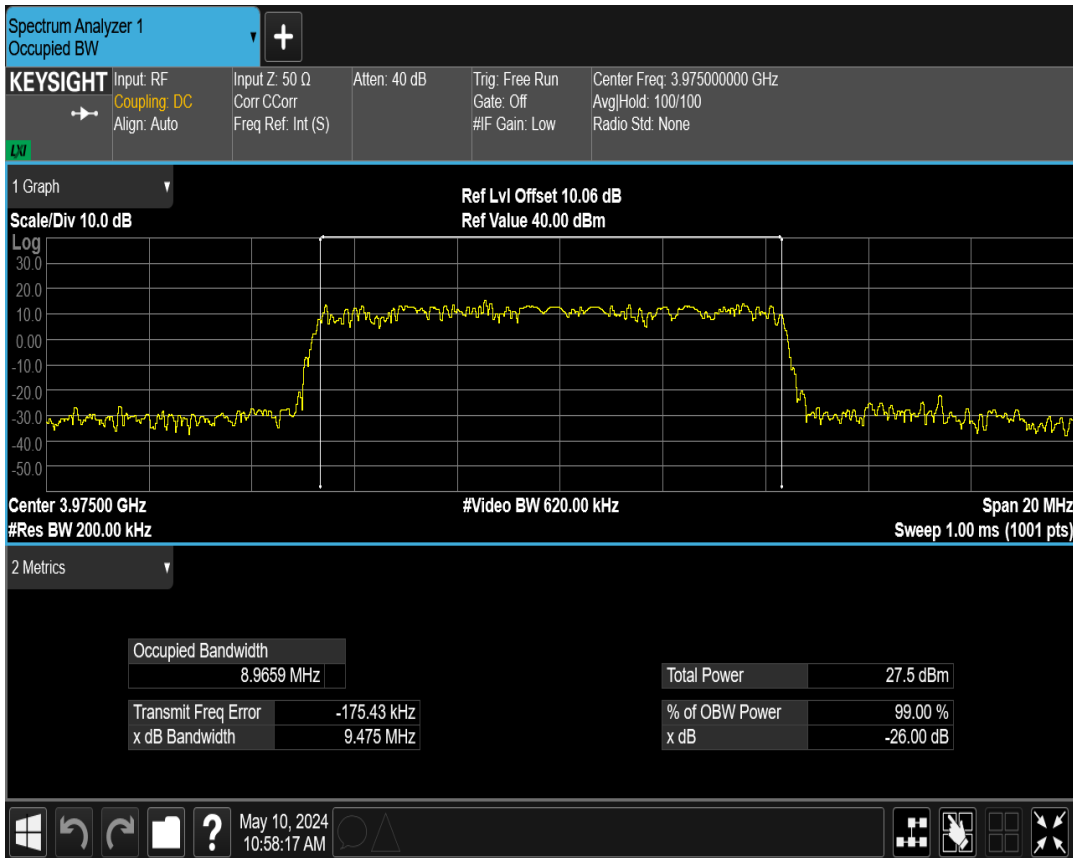 Spectrum Analyzer 1
Occupied BW
+
KEYSIGHT
LXI
Input: RF
Coupling: DC
Align: Auto
Input Z: 50 Ω
Corr CCorr
Freq Ref: Int (S)
Atten: 40 dB
Trig: Free Run
Gate: Off
#IF Gain: Low
Center Freq: 3.975000000 GHz
Avg|Hold: 100/100
Radio Std: None
1 Graph
Ref Lvl Offset 10.06 dB
Scale/Div 10.0 dB
Ref Value 40.00 dBm
Log
30.0
20.0
10.0
0.00
-10.0
-20.0
-30.0
-40.0
-50.0
Center 3.97500 GHz
#Video BW 620.00 kHz
Span 20 MHz
#Res BW 200.00 kHz
Sweep 1.00 ms (1001 pts)
2 Metrics
Occupied Bandwidth
8.9659 MHz
Total Power 27.5 dBm
Transmit Freq Error -175.43 kHz
% of OBW Power 99.00 %
x dB Bandwidth 9.475 MHz
x dB -26.00 dB
?
May 10, 2024
10:58:17 AM